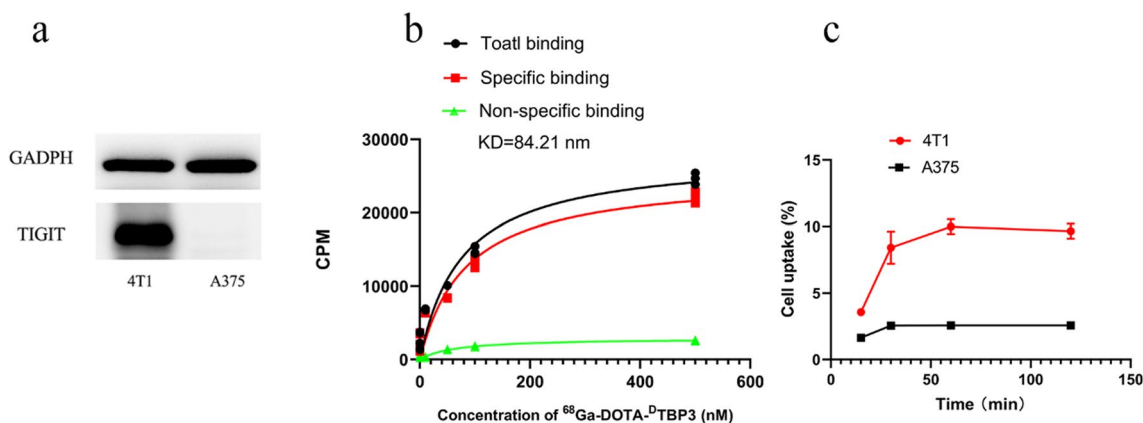 a
GADPH
TIGIT
4T1 A375
b
Toatl binding
Specific binding
Non-specific binding
KD=84.21 nm
30000
20000
10000
0
CPM
0 200 400 600
Concentration of ⁶⁸Ga-DOTA-ᴰTBP3 (nM)
c
4T1
A375
15
10
5
0
Cell uptake (%)
0 50 100 150
Time（min）